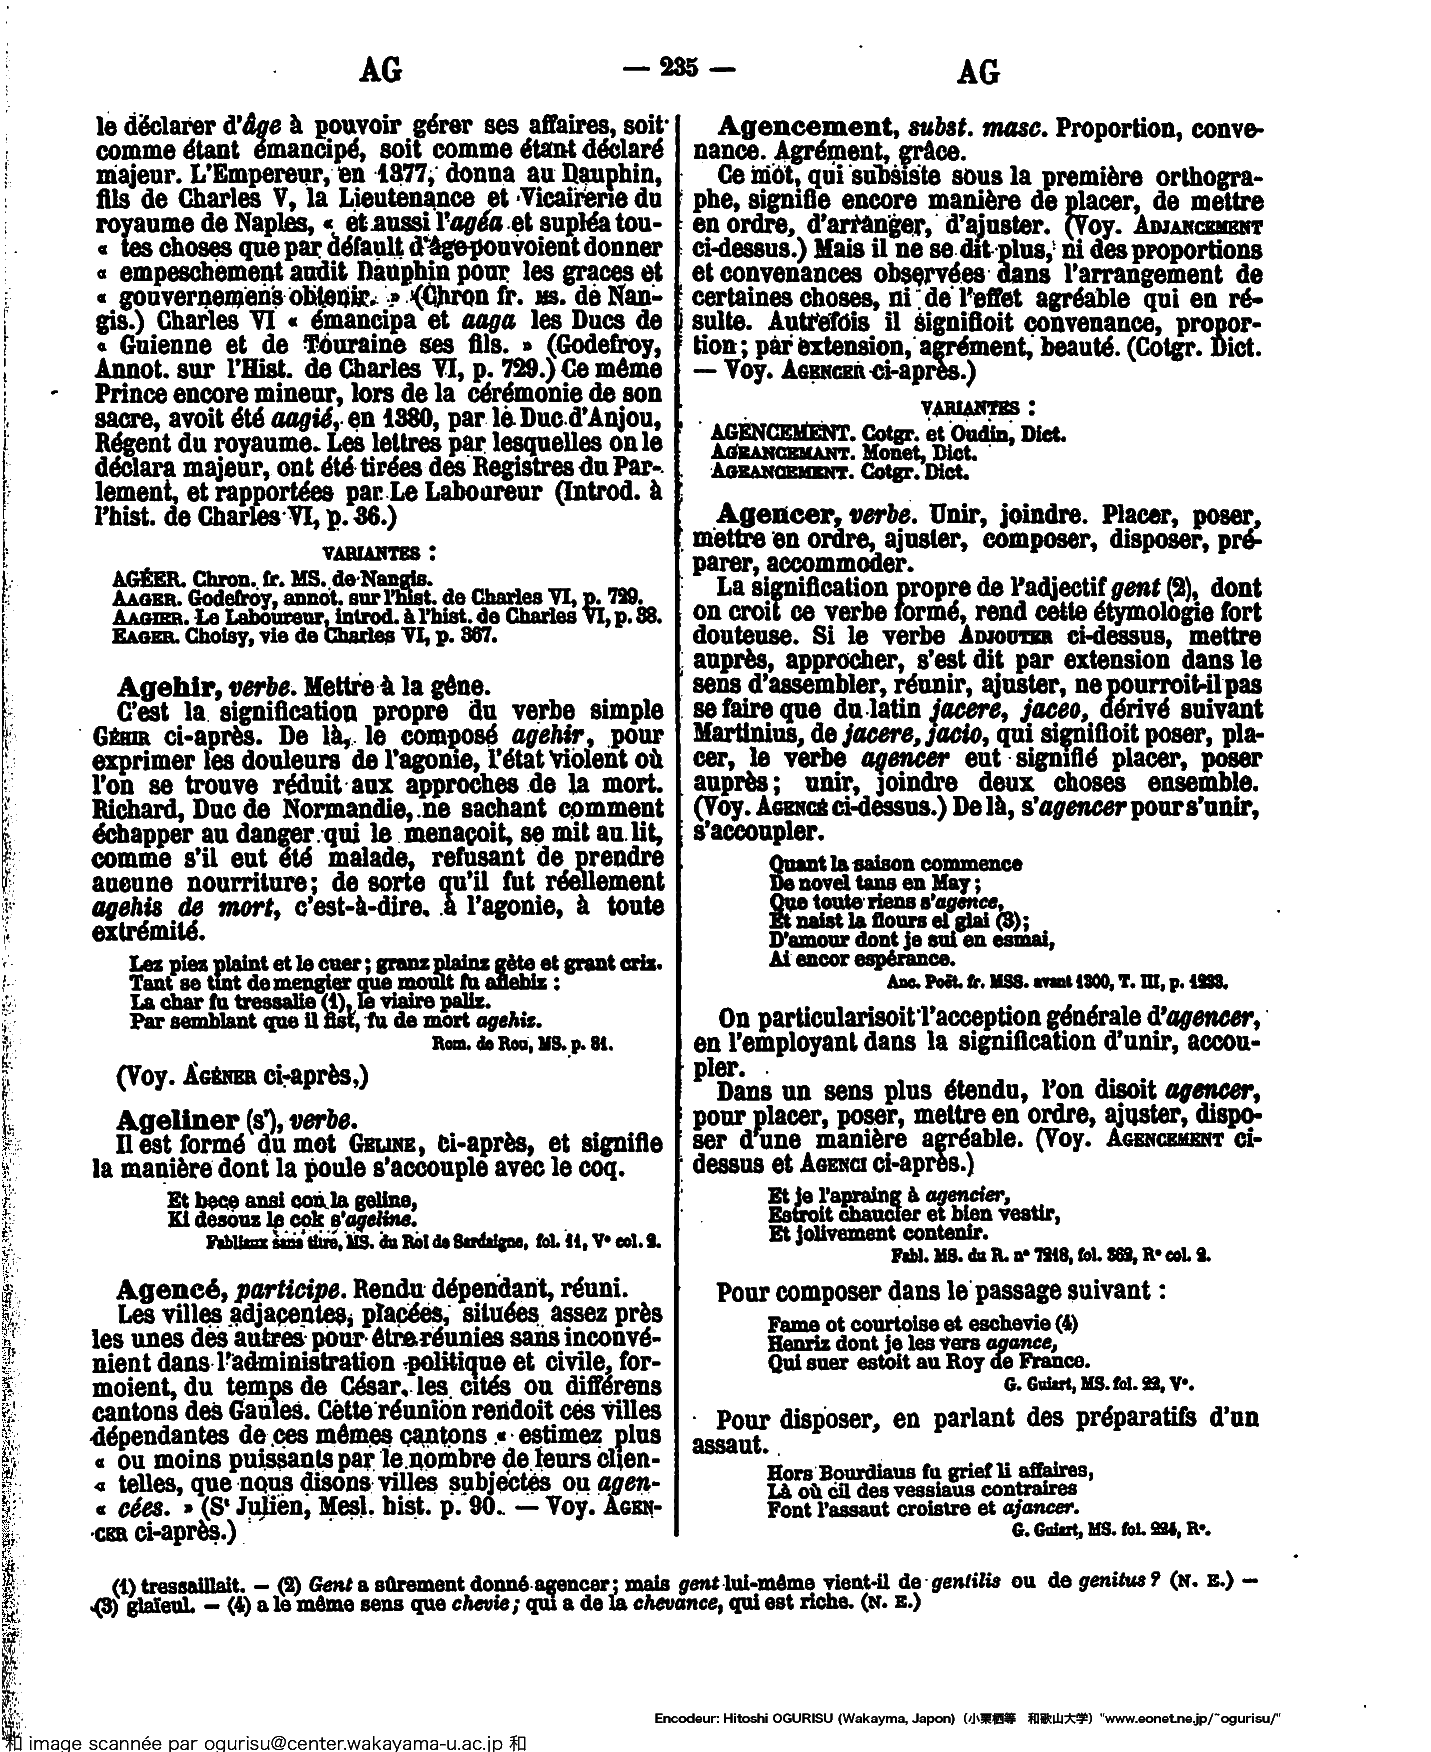 AG
— 235 —
AG
le déclarer d'âge à pouvoir gérer ses affaires, soit
comme étant émancipé, soit comme étant déclaré
majeur. L'Empereur, en 1377, donna au Dauphin,
fils de Charles V, la Lieutenance et Vicairerie du
royaume de Naples, « et aussi l'agéa et supléa tou-
« tes choses que par défault d'âge pouvoient donner
« empeschement audit Dauphin pour les graces et
« gouvernemens obtenir. » (Chron fr. MS. de Nan-
gis.) Charles VI « émancipa et aaga les Ducs de
« Guienne et de Touraine ses fils. » (Godefroy,
Annot. sur l'Hist. de Charles VI, p. 729.) Ce même
Prince encore mineur, lors de la cérémonie de son
sacre, avoit été aagié, en 1380, par le Duc d'Anjou,
Régent du royaume. Les lettres par lesquelles on le
déclara majeur, ont été tirées des Registres du Par-
lement, et rapportées par Le Laboureur (Introd. à
l'hist. de Charles VI, p. 36.)
VARIANTES :
AGÉER. Chron. fr. MS. de Nangis.
AAGER. Godefroy, annot. sur l'hist. de Charles VI, p. 729.
AAGIER. Le Laboureur, introd. à l'hist. de Charles VI, p. 38.
EAGER. Choisy, vie de Charles VI, p. 367.
Agehir, verbe. Mettre à la gêne.
C'est la signification propre du verbe simple
GÉHIR ci-après. De là, le composé agehir, pour
exprimer les douleurs de l'agonie, l'état violent où
l'on se trouve réduit aux approches de la mort.
Richard, Duc de Normandie, ne sachant comment
échapper au danger qui le menaçoit, se mit au lit,
comme s'il eut été malade, refusant de prendre
aucune nourriture; de sorte qu'il fut réellement
agehis de mort, c'est-à-dire, à l'agonie, à toute
extrémité.
Lez piez plaint et le cuer; granz plainz gète et grant criz.
Tant se tint de mengier que moult fu afiebiz :
La char fu tressalie (1), le viaire paliz.
Par semblant que il fist, fu de mort agehiz.
Rom. de Rou, MS. p. 81.
(Voy. AGÉNER ci-après,)
Ageliner (s'), verbe.
Il est formé du mot GELINE, ci-après, et signifie
la manière dont la poule s'accouple avec le coq.
Et bece ansi con la geline,
Ki desouz le cok s'ageline.
Fabliaux sans titre, MS. du Roi de Sardaigne, fol. 11, V° col. 2.
Agencé, participe. Rendu dépendant, réuni.
Les villes adjacentes, placées, situées assez près
les unes des autres pour être réunies sans inconvé-
nient dans l'administration politique et civile, for-
moient, du temps de César, les cités ou différens
cantons des Gaules. Cette réunion rendoit ces villes
dépendantes de ces mêmes cantons « estimez plus
« ou moins puissants par le nombre de leurs clien-
« telles, que nous disons villes subjectés ou agen-
« cées. » (St Julien, Mesl. hist. p. 90. — Voy. AGEN-
CER ci-après.)
Agencement, subst. masc. Proportion, conve-
nance. Agrément, grâce.
Ce mot, qui subsiste sous la première orthogra-
phe, signifie encore manière de placer, de mettre
en ordre, d'arranger, d'ajuster. (Voy. ADJANCEMENT
ci-dessus.) Mais il ne se dit plus, ni des proportions
et convenances observées dans l'arrangement de
certaines choses, ni de l'effet agréable qui en ré-
sulte. Autrefois il signifioit convenance, propor-
tion; par extension, agrément, beauté. (Cotgr. Dict.
— Voy. AGENCER ci-après.)
VARIANTES :
AGENCEMENT. Cotgr. et Oudin, Dict.
AGEANCEMANT. Monet, Dict.
AGEANCEMENT. Cotgr. Dict.
Agencer, verbe. Unir, joindre. Placer, poser,
mettre en ordre, ajuster, composer, disposer, pré-
parer, accommoder.
La signification propre de l'adjectif gent (2), dont
on croit ce verbe formé, rend cette étymologie fort
douteuse. Si le verbe ADJOUTER ci-dessus, mettre
auprès, approcher, s'est dit par extension dans le
sens d'assembler, réunir, ajuster, ne pourroit-il pas
se faire que du latin jacere, jaceo, dérivé suivant
Martinius, de jacere, jacio, qui signifioit poser, pla-
cer, le verbe agencer eut signifié placer, poser
auprès; unir, joindre deux choses ensemble.
(Voy. AGENCÉ ci-dessus.) De là, s'agencer pour s'unir,
s'accoupler.
Quant la saison commence
De novel tans en May;
Que toute riens s'agence,
Et naist la flours el glai (3);
D'amour dont je sui en esmai,
Ai encor espérance.
Anc. Poët. fr. MSS. avant 1300, T. III, p. 1233.
On particularisoit l'acception générale d'agencer,
en l'employant dans la signification d'unir, accou-
pler.
Dans un sens plus étendu, l'on disoit agencer,
pour placer, poser, mettre en ordre, ajuster, dispo-
ser d'une manière agréable. (Voy. AGENCEMENT ci-
dessus et AGENCI ci-après.)
Et je l'apraing à agencier,
Estroit chaucier et bien vestir,
Et jolivement contenir.
Fabl. MS. du R. n° 7218, fol. 362, R° col. 2.
Pour composer dans le passage suivant :
Fame ot courtoise et eschevie (4)
Henriz dont je les vers agance,
Qui suer estoit au Roy de France.
G. Guiart, MS. fol. 22, V°.
Pour disposer, en parlant des préparatifs d'un
assaut.
Hors Bourdiaus fu grief li affaires,
Là où cil des vessiaus contraires
Font l'assaut croistre et ajancer.
G. Guiart, MS. fol. 224, R°.
(1) tressaillait. — (2) Gent a sûrement donné agencer; mais gent lui-même vient-il de gentilis ou de genitus? (N. E.) —
(3) glaïeul. — (4) a le même sens que chevie; qui a de la chevance, qui est riche. (N. E.)
Encodeur: Hitoshi OGURISU (Wakayma, Japon) (小栗栖等 和歌山大学) "www.eonet.ne.jp/~ogurisu/"
和 image scannée par ogurisu@center.wakayama-u.ac.jp 和